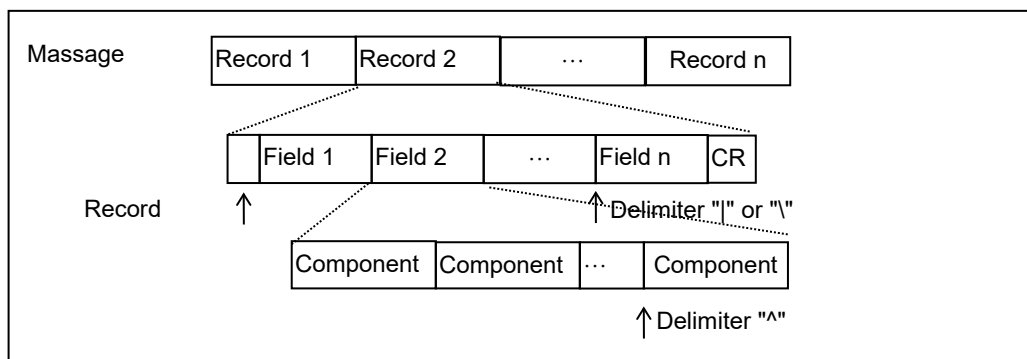 Massage Record 1 Record 2 ⋯ Record n
Field 1 Field 2 ⋯ Field n CR
Record Delimiter "|" or "\"
Component Component ⋯ Component
Delimiter "^"